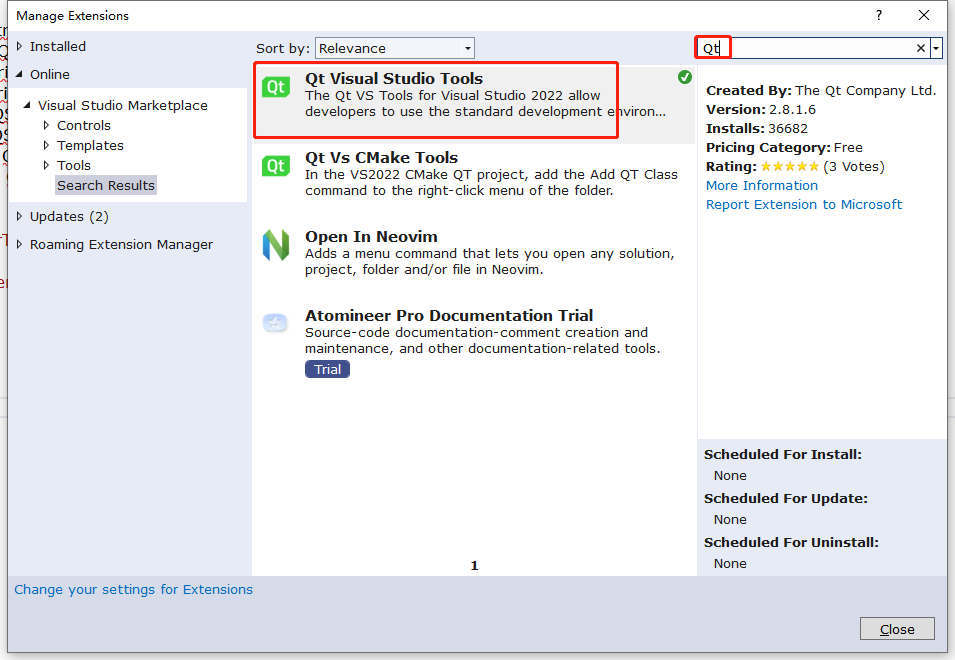 Manage Extensions
?
Installed
Online
Visual Studio Marketplace
Controls
Templates
Tools
Search Results
Updates (2)
Roaming Extension Manager
Sort by: Relevance
Qt
Qt
Qt Visual Studio Tools
The Qt VS Tools for Visual Studio 2022 allow
developers to use the standard development environ...
Qt
Qt Vs CMake Tools
In the VS2022 CMake QT project, add the Add QT Class
command to the right-click menu of the folder.
Open In Neovim
Adds a menu command that lets you open any solution,
project, folder and/or file in Neovim.
Atomineer Pro Documentation Trial
Source-code documentation-comment creation and
maintenance, and other documentation-related tools.
Trial
1
Created By: The Qt Company Ltd.
Version: 2.8.1.6
Installs: 36682
Pricing Category: Free
Rating: (3 Votes)
More Information
Report Extension to Microsoft
Scheduled For Install:
None
Scheduled For Update:
None
Scheduled For Uninstall:
None
Change your settings for Extensions
Close